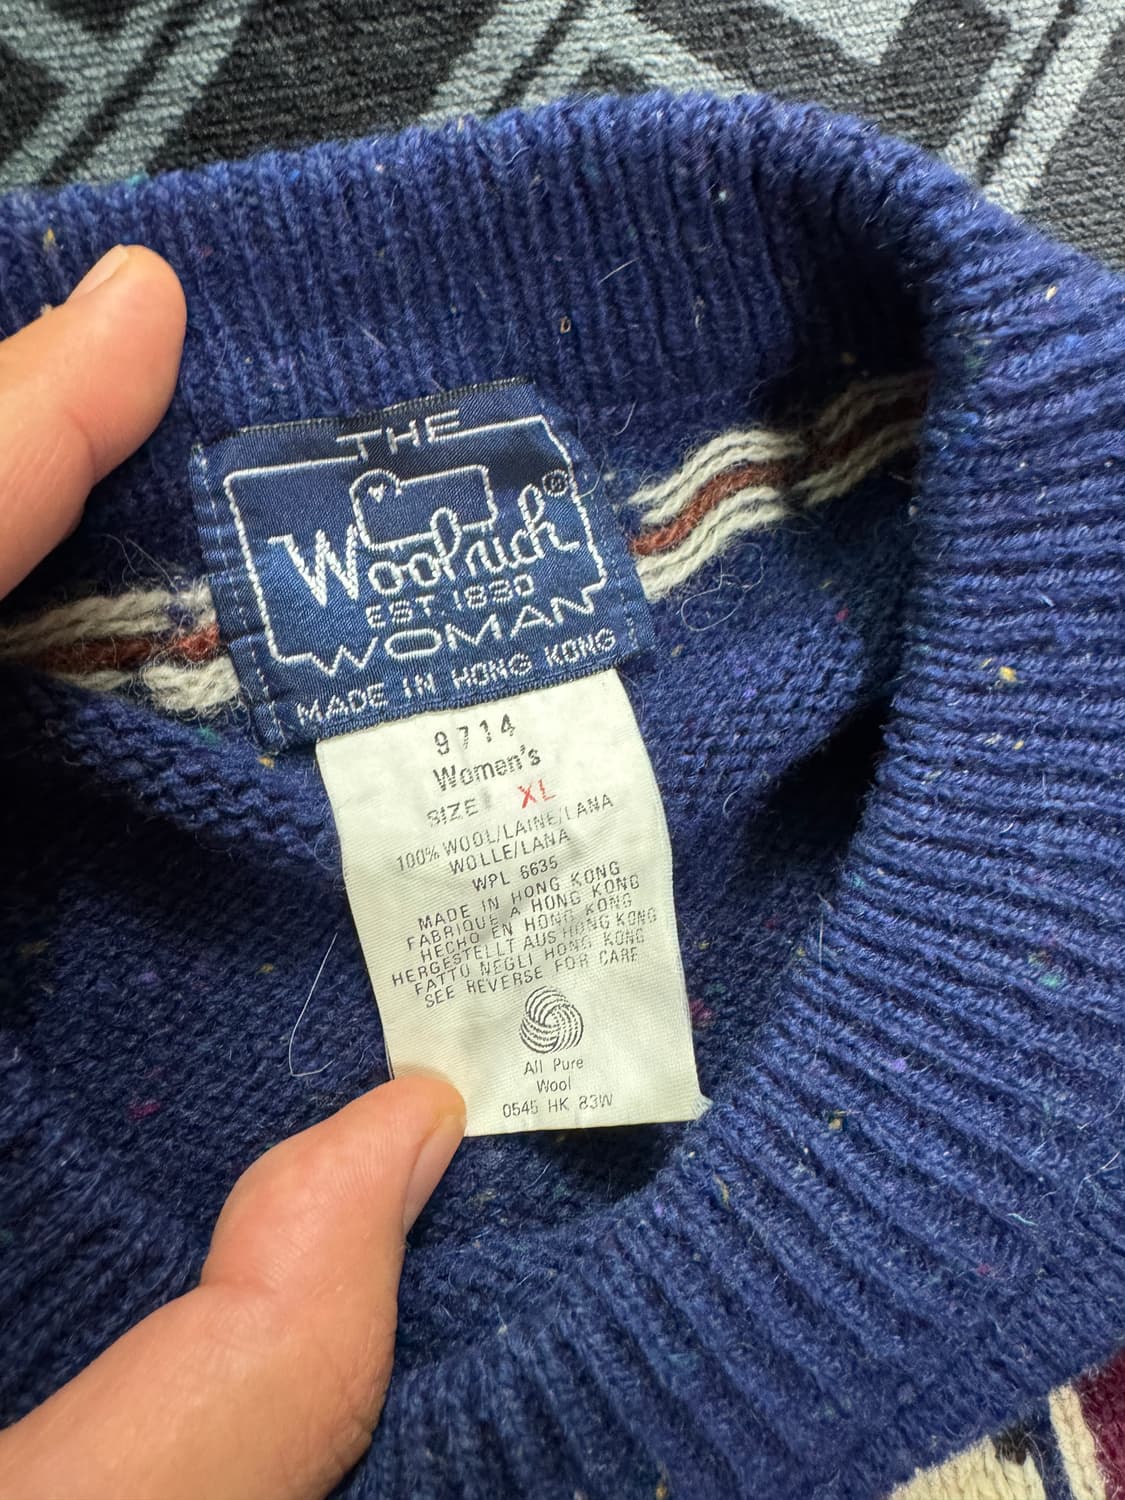 THE
Woolrich®
EST. 1830
WOMAN
MADE IN HONG KONG
9714
Women's
SIZE XL
100% WOOL/LAINE/LANA
WOLLE/LANA
WPL 6635
MADE IN HONG KONG
FABRIQUE A HONG KONG
HECHO EN HONG KONG
HERGESTELLT AUS HONG KONG
FATTO NEGLI HONG KONG
SEE REVERSE FOR CARE
All Pure
Wool
0545 HK 83W